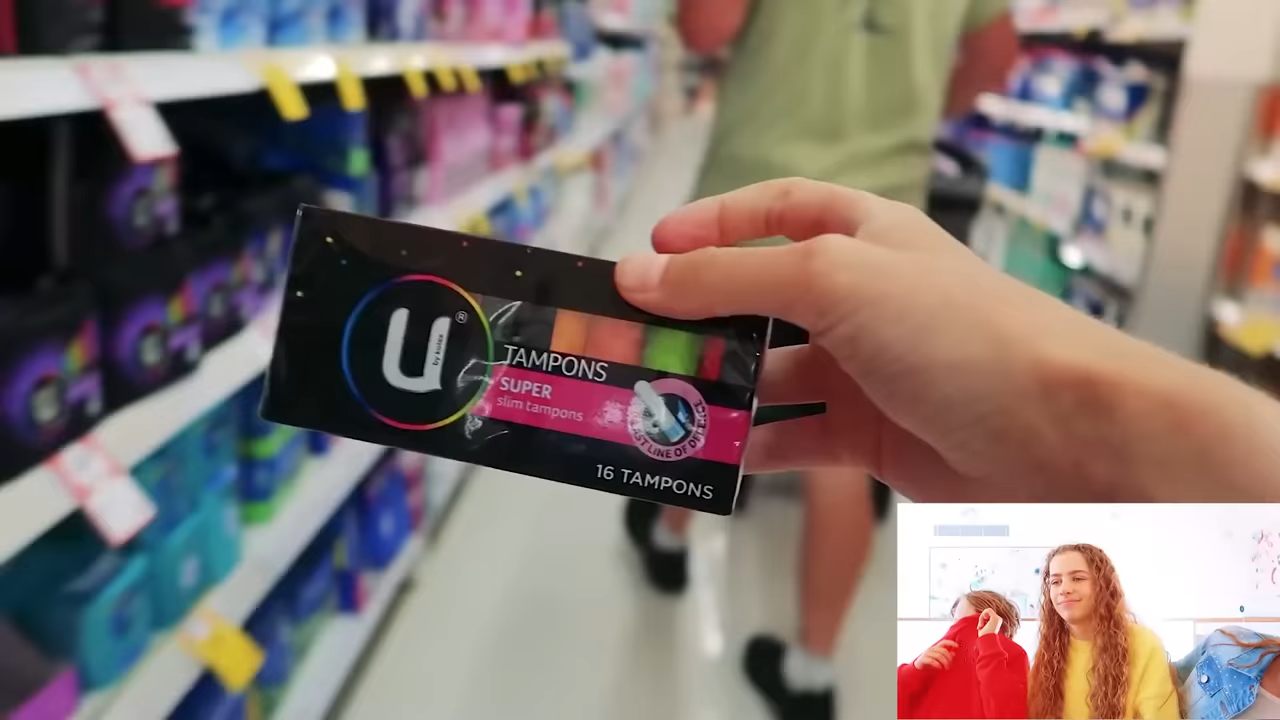 U®
by kotex
TAMPONS
SUPER
slim tampons
LAST LINE OF DEFENCE
16 TAMPONS